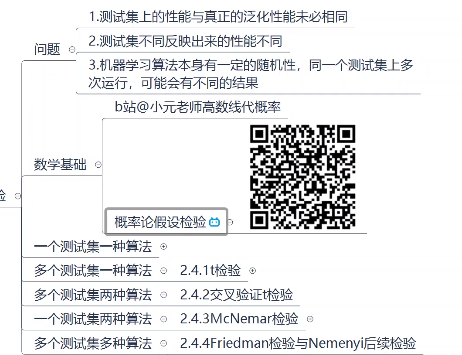 1.测试集上的性能与真正的泛化性能未必相同
问题
2.测试集不同反映出来的性能不同
3.机器学习算法本身有一定的随机性，同一个测试集上多
次运行，可能会有不同的结果
b站@小元老师高数线代概率
数学基础
验
概率论假设检验
一个测试集一种算法
多个测试集一种算法 2.4.1t检验
多个测试集两种算法 2.4.2交叉验证t检验
一个测试集两种算法 2.4.3McNemar检验
多个测试集多种算法 2.4.4Friedman检验与Nemenyi后续检验